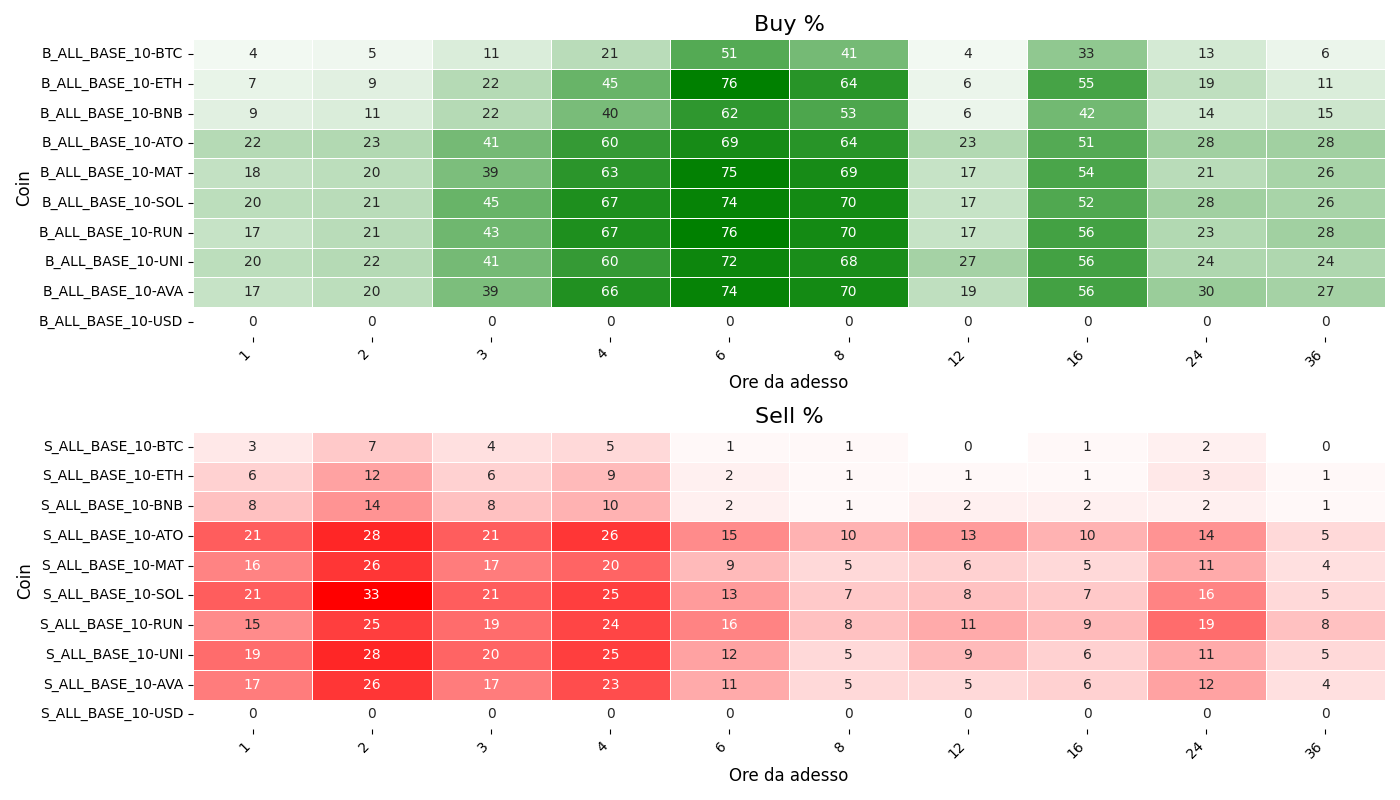 Buy %
Coin
B_ALL_BASE_10-BTC 4 5 11 21 51 41 4 33 13 6
B_ALL_BASE_10-ETH 7 9 22 45 76 64 6 55 19 11
B_ALL_BASE_10-BNB 9 11 22 40 62 53 6 42 14 15
B_ALL_BASE_10-ATO 22 23 41 60 69 64 23 51 28 28
B_ALL_BASE_10-MAT 18 20 39 63 75 69 17 54 21 26
B_ALL_BASE_10-SOL 20 21 45 67 74 70 17 52 28 26
B_ALL_BASE_10-RUN 17 21 43 67 76 70 17 56 23 28
B_ALL_BASE_10-UNI 20 22 41 60 72 68 27 56 24 24
B_ALL_BASE_10-AVA 17 20 39 66 74 70 19 56 30 27
B_ALL_BASE_10-USD 0 0 0 0 0 0 0 0 0 0
1 2 3 4 6 8 12 16 24 36
Ore da adesso
Sell %
Coin
S_ALL_BASE_10-BTC 3 7 4 5 1 1 0 1 2 0
S_ALL_BASE_10-ETH 6 12 6 9 2 1 1 1 3 1
S_ALL_BASE_10-BNB 8 14 8 10 2 1 2 2 2 1
S_ALL_BASE_10-ATO 21 28 21 26 15 10 13 10 14 5
S_ALL_BASE_10-MAT 16 26 17 20 9 5 6 5 11 4
S_ALL_BASE_10-SOL 21 33 21 25 13 7 8 7 16 5
S_ALL_BASE_10-RUN 15 25 19 24 16 8 11 9 19 8
S_ALL_BASE_10-UNI 19 28 20 25 12 5 9 6 11 5
S_ALL_BASE_10-AVA 17 26 17 23 11 5 5 6 12 4
S_ALL_BASE_10-USD 0 0 0 0 0 0 0 0 0 0
1 2 3 4 6 8 12 16 24 36
Ore da adesso